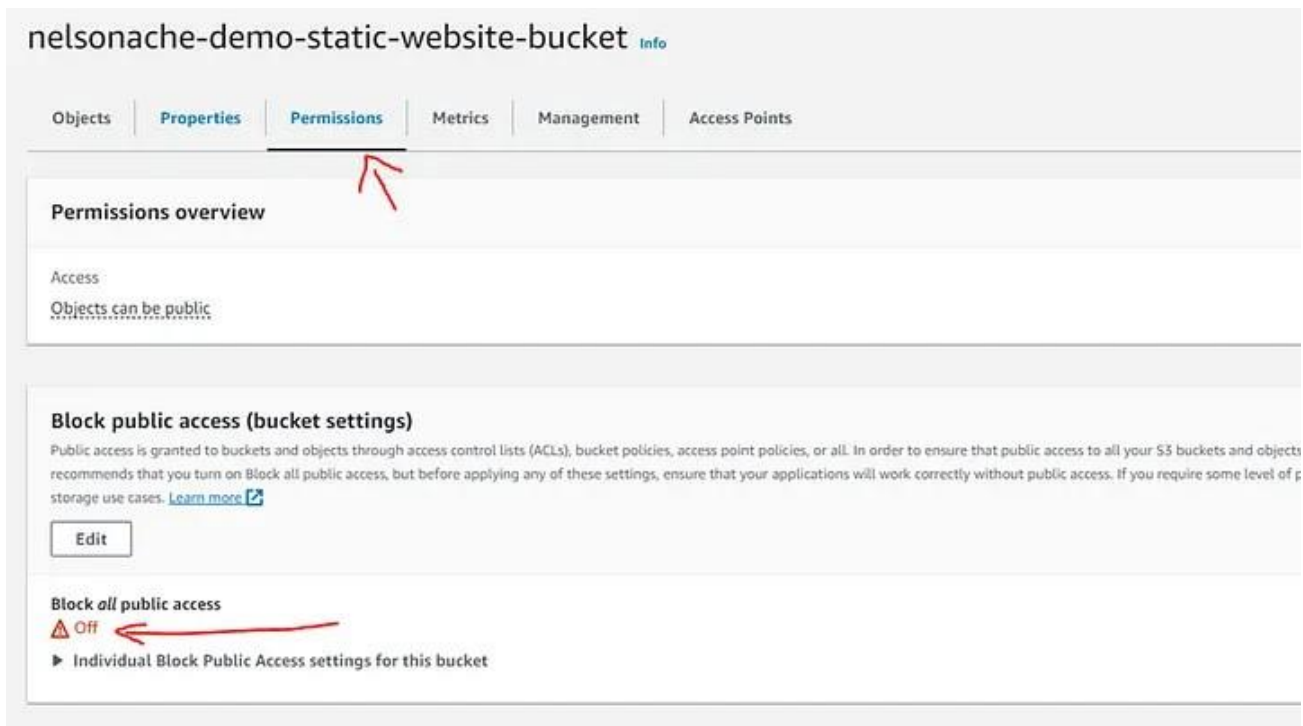 nelsonache-demo-static-website-bucket Info
Objects Properties Permissions Metrics Management Access Points
Permissions overview
Access
Objects can be public
Block public access (bucket settings)
Public access is granted to buckets and objects through access control lists (ACLs), bucket policies, access point policies, or all. In order to ensure that public access to all your S3 buckets and objects
recommends that you turn on Block all public access, but before applying any of these settings, ensure that your applications will work correctly without public access. If you require some level of p
storage use cases. Learn more
Edit
Block all public access
Off
Individual Block Public Access settings for this bucket